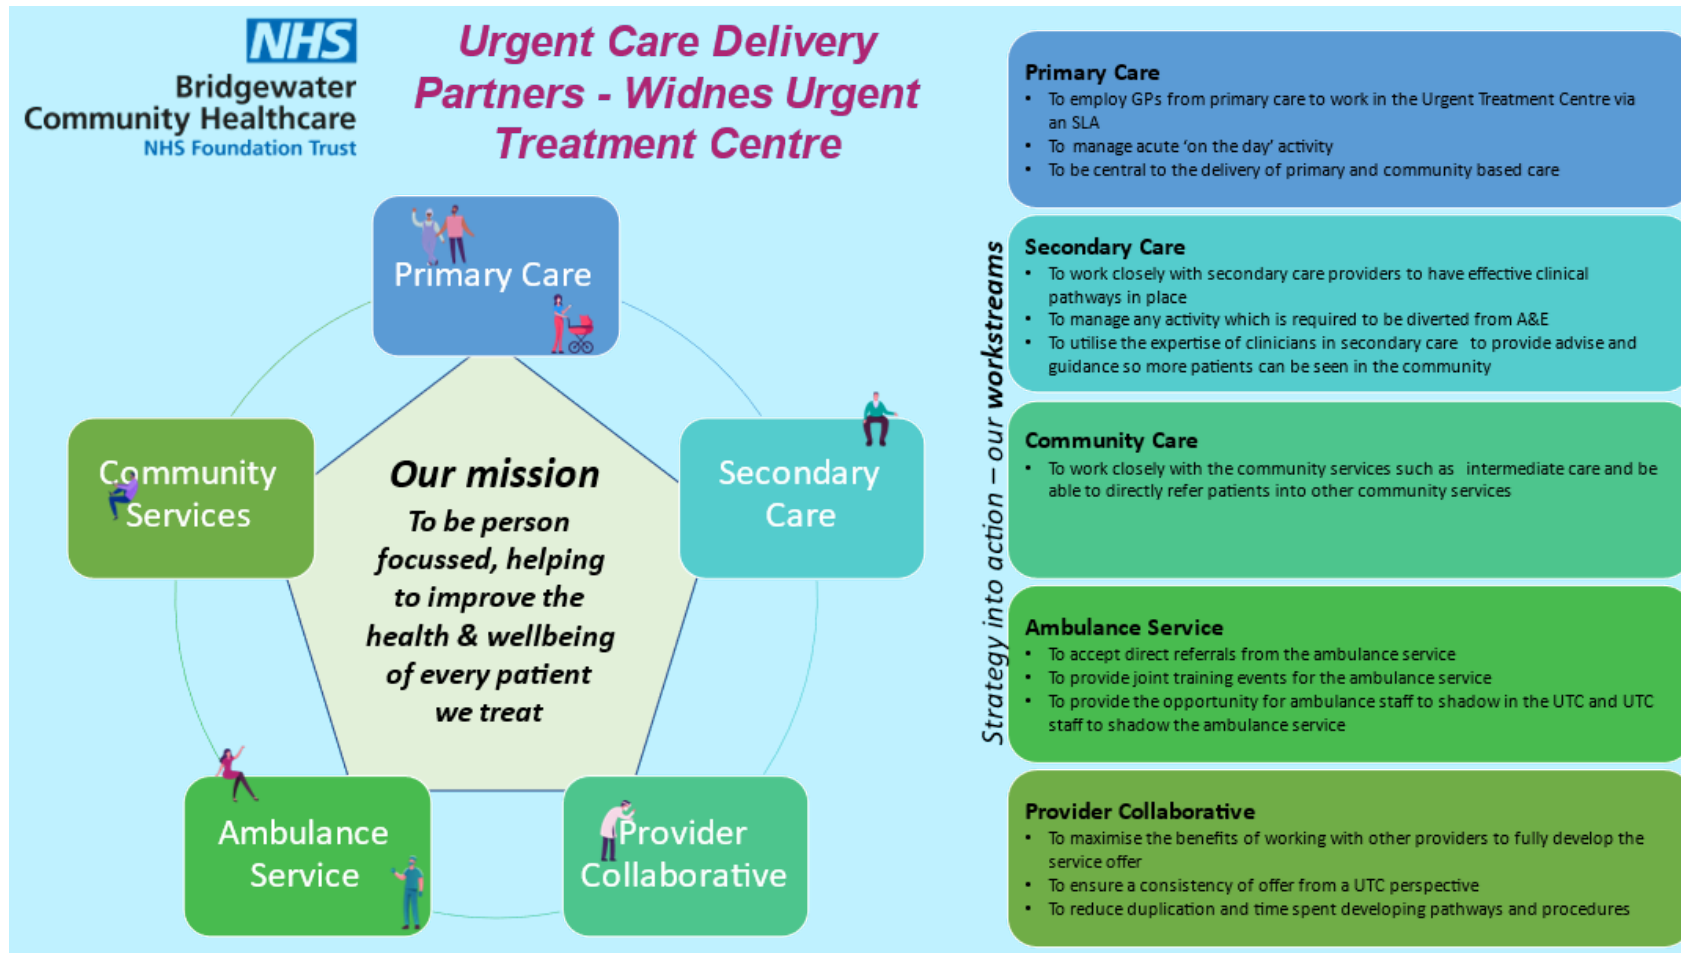 NHS
Bridgewater
Community Healthcare
NHS Foundation Trust
Urgent Care Delivery
Partners - Widnes Urgent
Treatment Centre
Primary Care
Secondary
Care
Provider
Collaborative
Ambulance
Service
Community
Services
Our mission
To be person
focussed, helping
to improve the
health & wellbeing
of every patient
we treat
Strategy into action – our workstreams
Primary Care
• To employ GPs from primary care to work in the Urgent Treatment Centre via
an SLA
• To manage acute ‘on the day’ activity
• To be central to the delivery of primary and community based care
Secondary Care
• To work closely with secondary care providers to have effective clinical
pathways in place
• To manage any activity which is required to be diverted from A&E
• To utilise the expertise of clinicians in secondary care to provide advise and
guidance so more patients can be seen in the community
Community Care
• To work closely with the community services such as intermediate care and be
able to directly refer patients into other community services
Ambulance Service
• To accept direct referrals from the ambulance service
• To provide joint training events for the ambulance service
• To provide the opportunity for ambulance staff to shadow in the UTC and UTC
staff to shadow the ambulance service
Provider Collaborative
• To maximise the benefits of working with other providers to fully develop the
service offer
• To ensure a consistency of offer from a UTC perspective
• To reduce duplication and time spent developing pathways and procedures